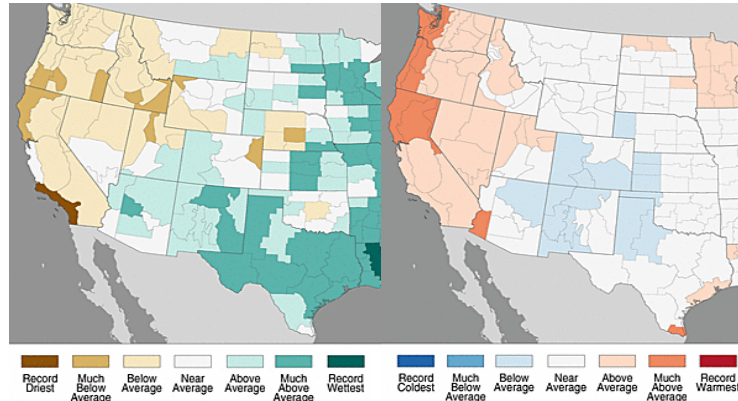 Record Driest
Much Below Average
Below Average
Near Average
Above Average
Much Above Average
Record Wettest
Record Coldest
Much Below Average
Below Average
Near Average
Above Average
Much Above Average
Record Warmest